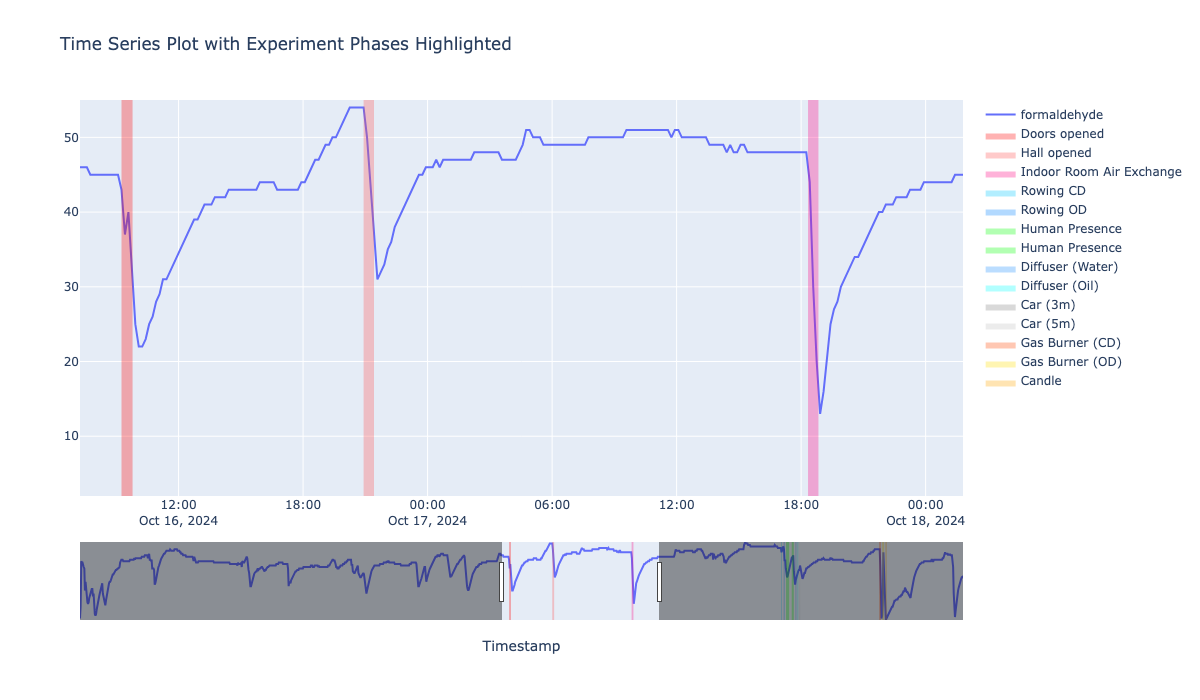 Time Series Plot with Experiment Phases Highlighted
50
40
30
20
10
12:00
Oct 16, 2024
18:00
00:00
Oct 17, 2024
06:00
12:00
18:00
00:00
Oct 18, 2024
Timestamp
formaldehyde
Doors opened
Hall opened
Indoor Room Air Exchange
Rowing CD
Rowing OD
Human Presence
Human Presence
Diffuser (Water)
Diffuser (Oil)
Car (3m)
Car (5m)
Gas Burner (CD)
Gas Burner (OD)
Candle